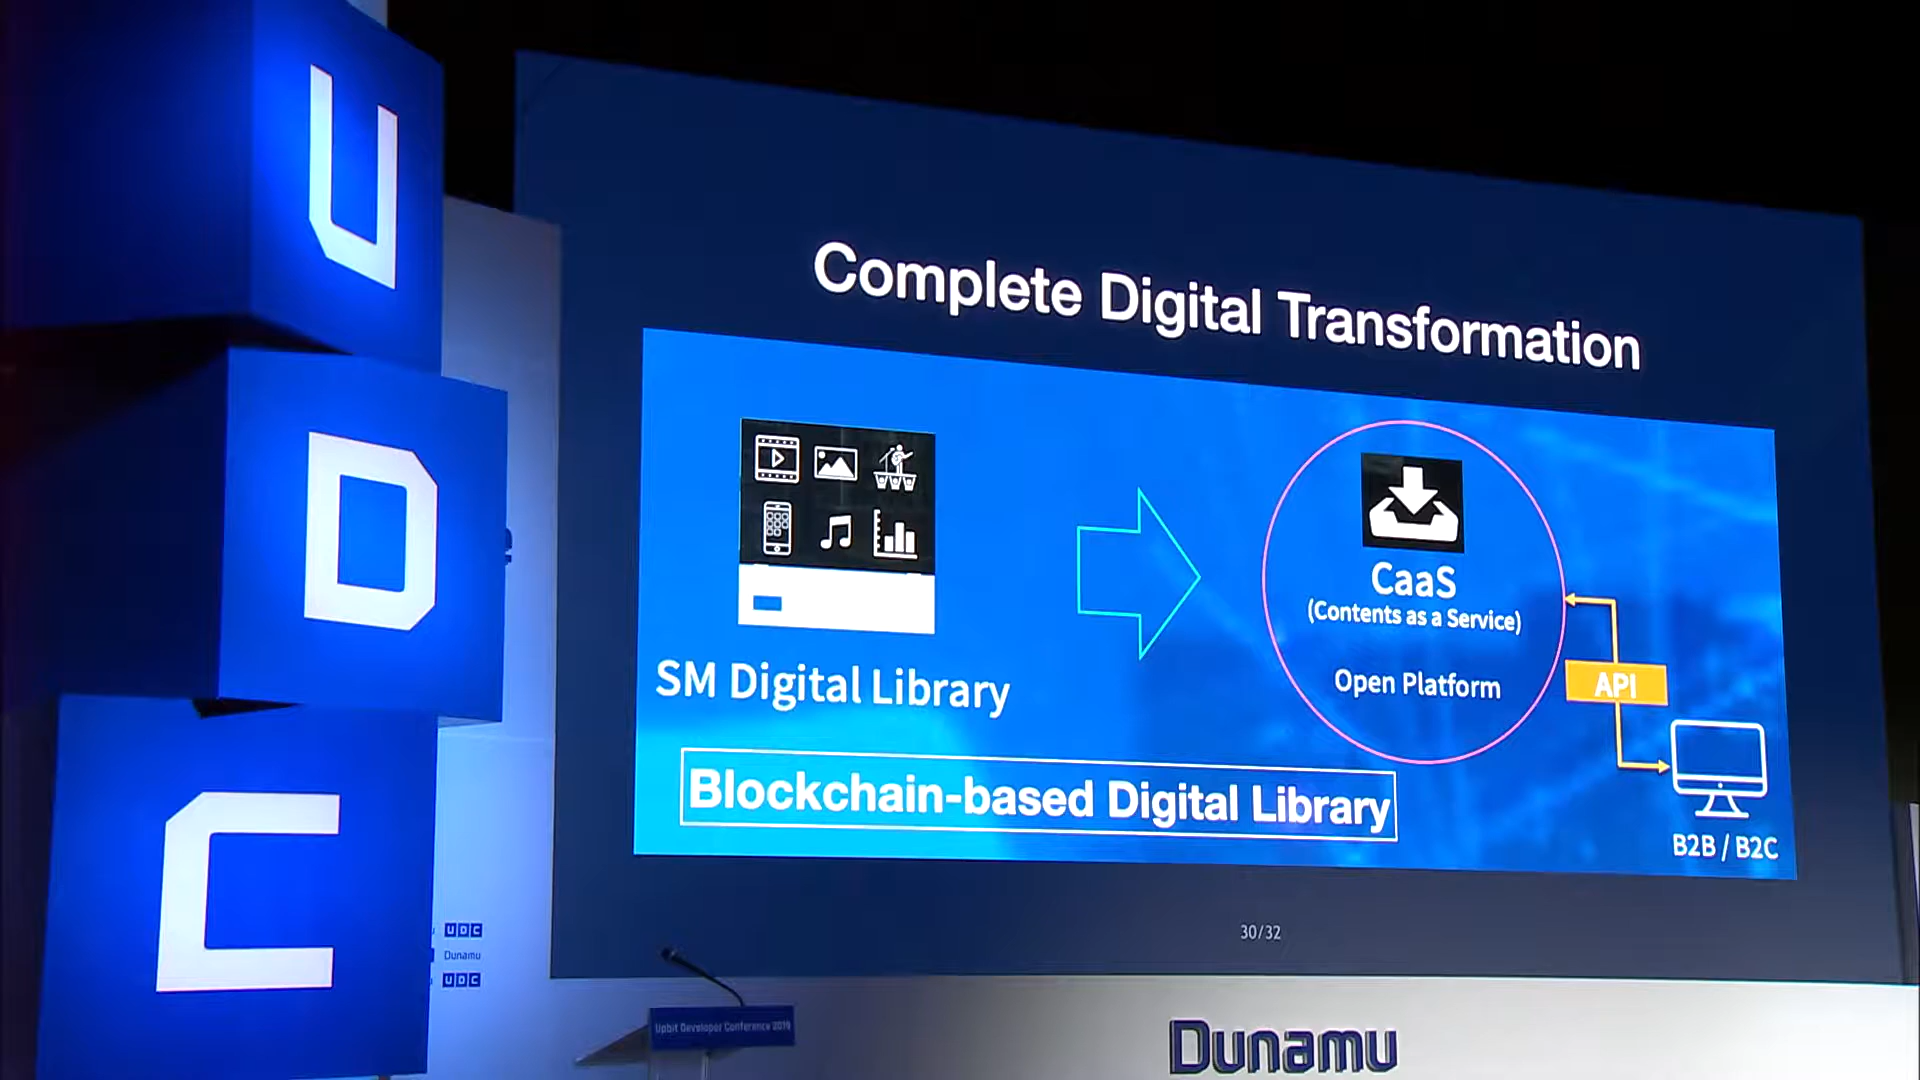 U
D
C
Complete Digital Transformation
SM Digital Library
CaaS
(Contents as a Service)
Open Platform
API
B2B / B2C
Blockchain-based Digital Library
30/32
UDC
Dunamu
UDC
Upbit Developer Conference 2019
Dunamu